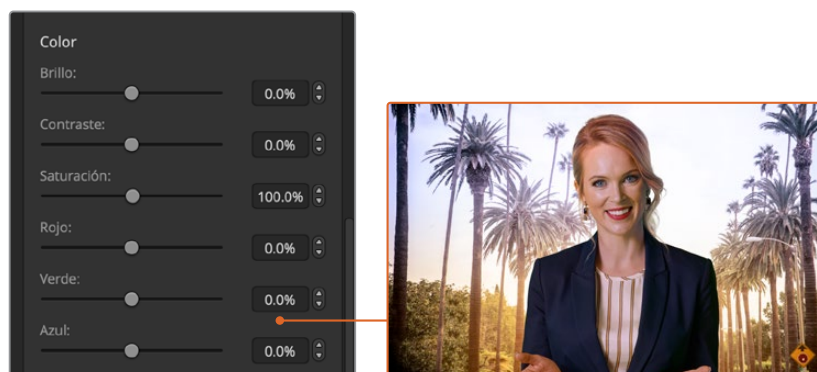 Color
Brillo:
0.0%
Contraste:
0.0%
Saturación:
100.0%
Rojo:
0.0%
Verde:
0.0%
Azul:
0.0%